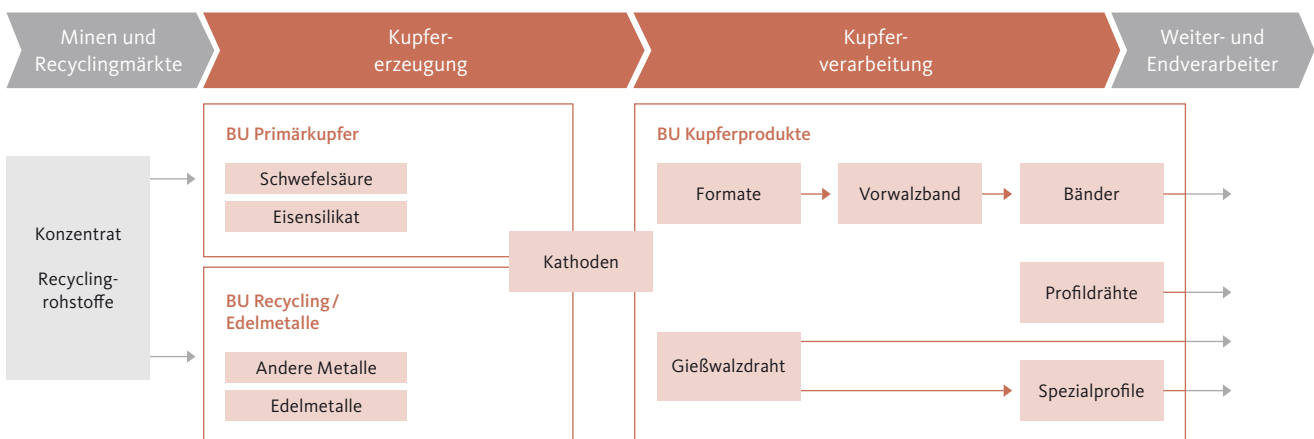 Minen und
Recyclingmärkte
Kupfer-
erzeugung
Kupfer-
verarbeitung
Weiter- und
Endverarbeiter
Konzentrat
Recycling-
rohstoffe
BU Primärkupfer
Schwefelsäure
Eisensilikat
BU Recycling/
Edelmetalle
Andere Metalle
Edelmetalle
Kathoden
BU Kupferprodukte
Formate
Vorwalzband
Bänder
Profildrähte
Gießwalzdraht
Spezialprofile